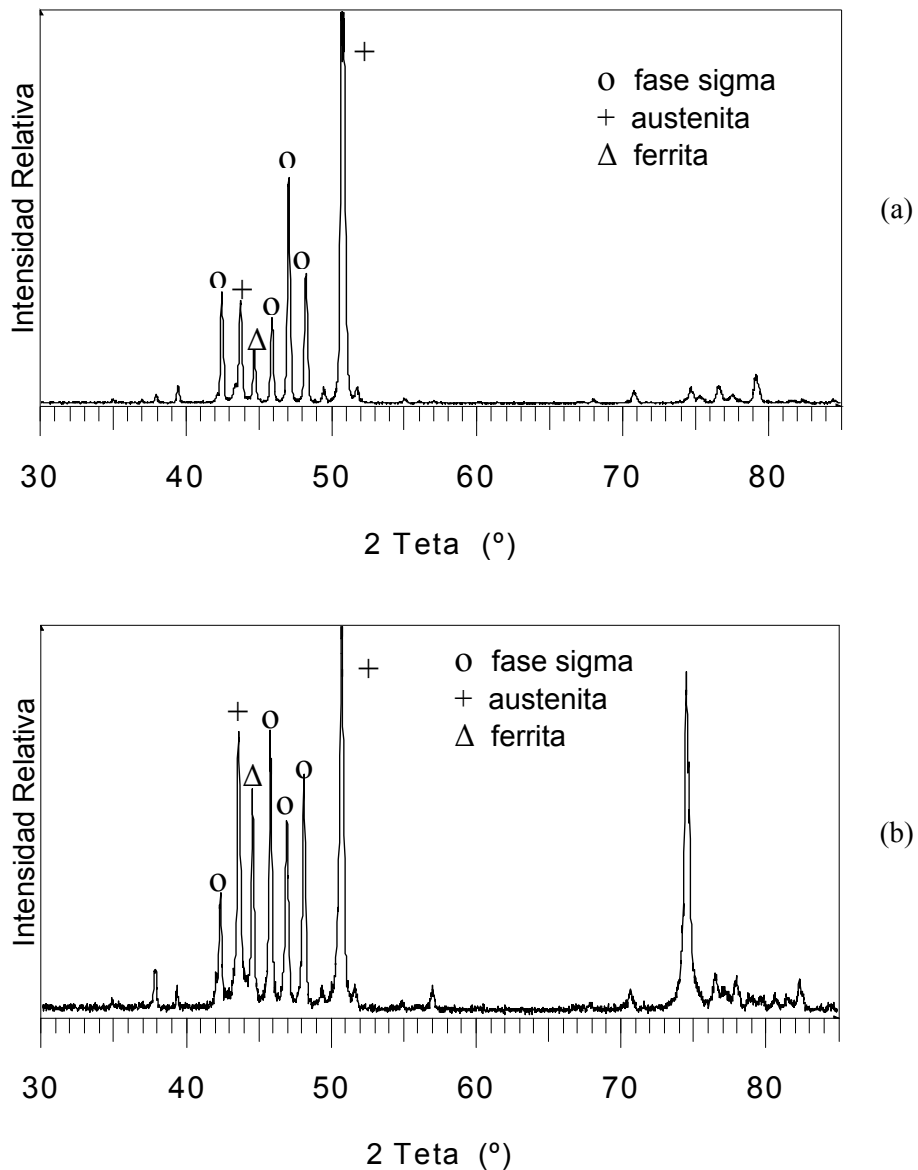 Intensidad Relativa
o fase sigma
+ austenita
Δ ferrita
+
o
o
o
+
o
Δ
30 40 50 60 70 80
2 Teta (º)
(a)
Intensidad Relativa
o fase sigma
+ austenita
Δ ferrita
+
+
o
Δ
o
o
o
30 40 50 60 70 80
2 Teta (º)
(b)